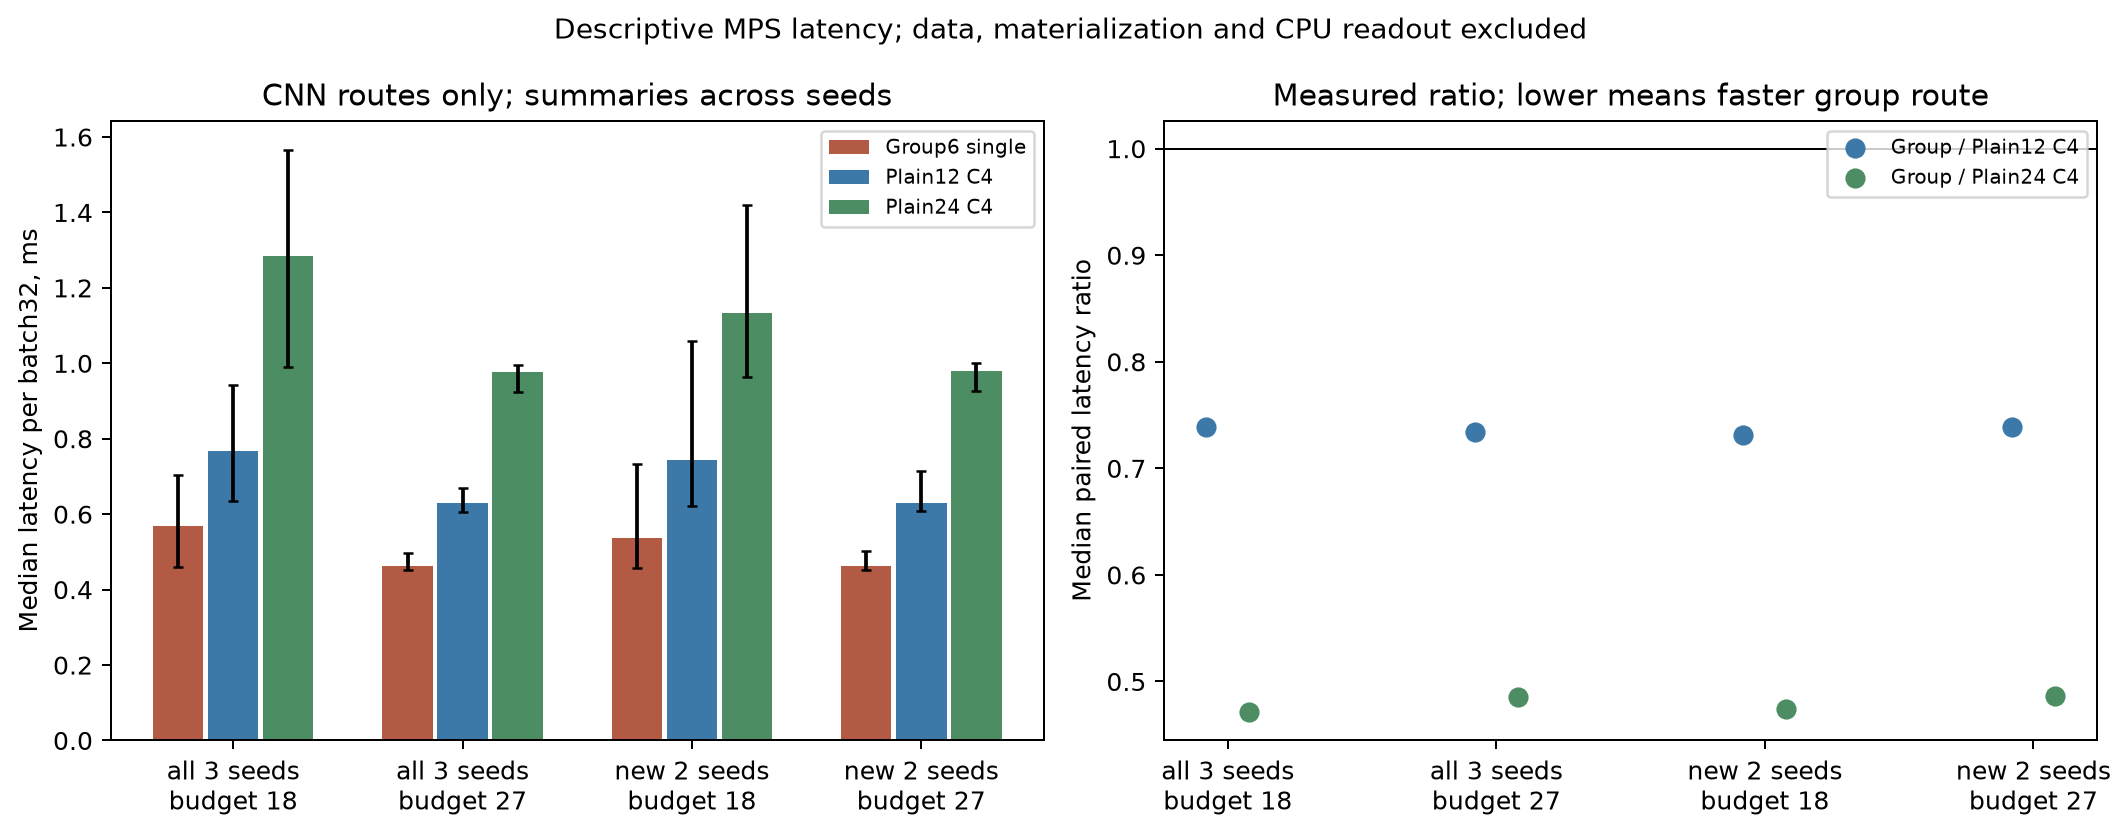 Descriptive MPS latency; data, materialization and CPU readout excluded
CNN routes only; summaries across seeds
Median latency per batch32, ms
1.6
1.4
1.2
1.0
0.8
0.6
0.4
0.2
0.0
Group6 single
Plain12 C4
Plain24 C4
all 3 seeds
budget 18
all 3 seeds
budget 27
new 2 seeds
budget 18
new 2 seeds
budget 27
Measured ratio; lower means faster group route
Median paired latency ratio
1.0
0.9
0.8
0.7
0.6
0.5
Group / Plain12 C4
Group / Plain24 C4
all 3 seeds
budget 18
all 3 seeds
budget 27
new 2 seeds
budget 18
new 2 seeds
budget 27